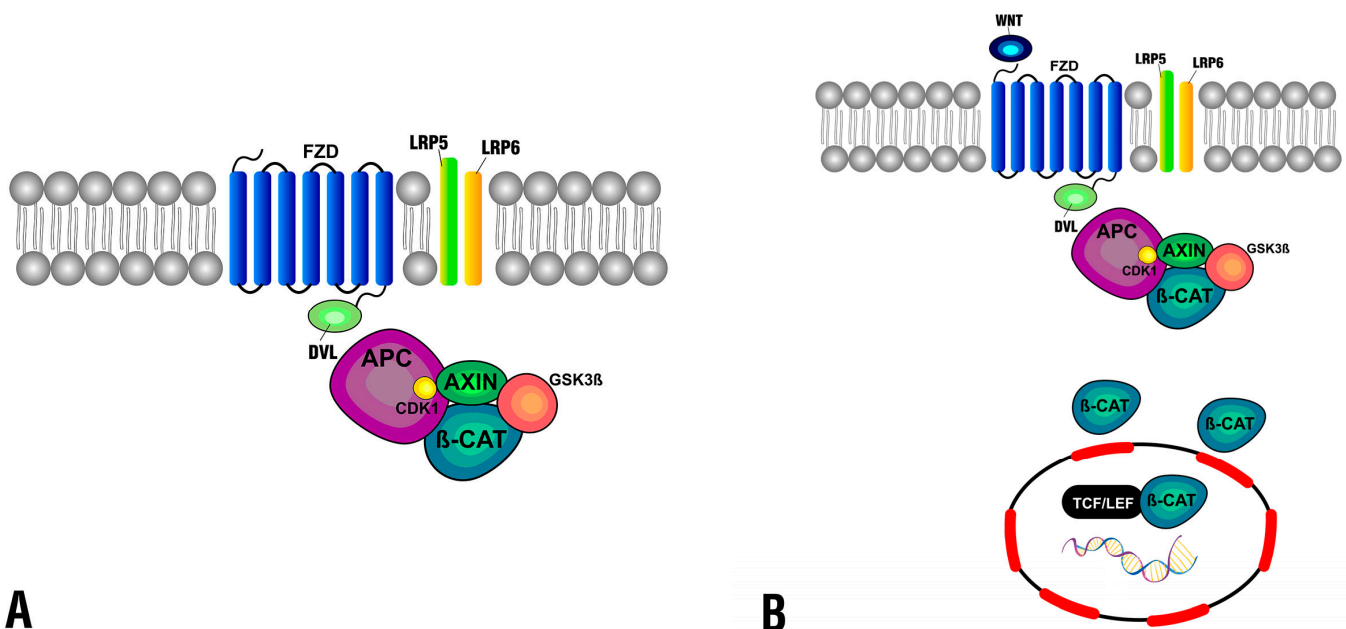 FZD
LRP5
LRP6
DVL
APC
AXIN
GSK3ß
CDK1
ß-CAT
A
WNT
FZD
LRP5
LRP6
DVL
APC
AXIN
GSK3ß
CDK1
ß-CAT
ß-CAT
ß-CAT
TCF/LEF
ß-CAT
B